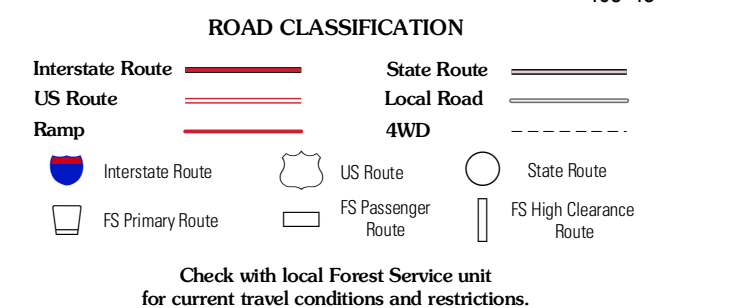 ROAD CLASSIFICATION
Interstate Route
State Route
US Route
Local Road
Ramp
4WD
Interstate Route
US Route
State Route
FS Primary Route
FS Passenger
Route
FS High Clearance
Route
Check with local Forest Service unit
for current travel conditions and restrictions.